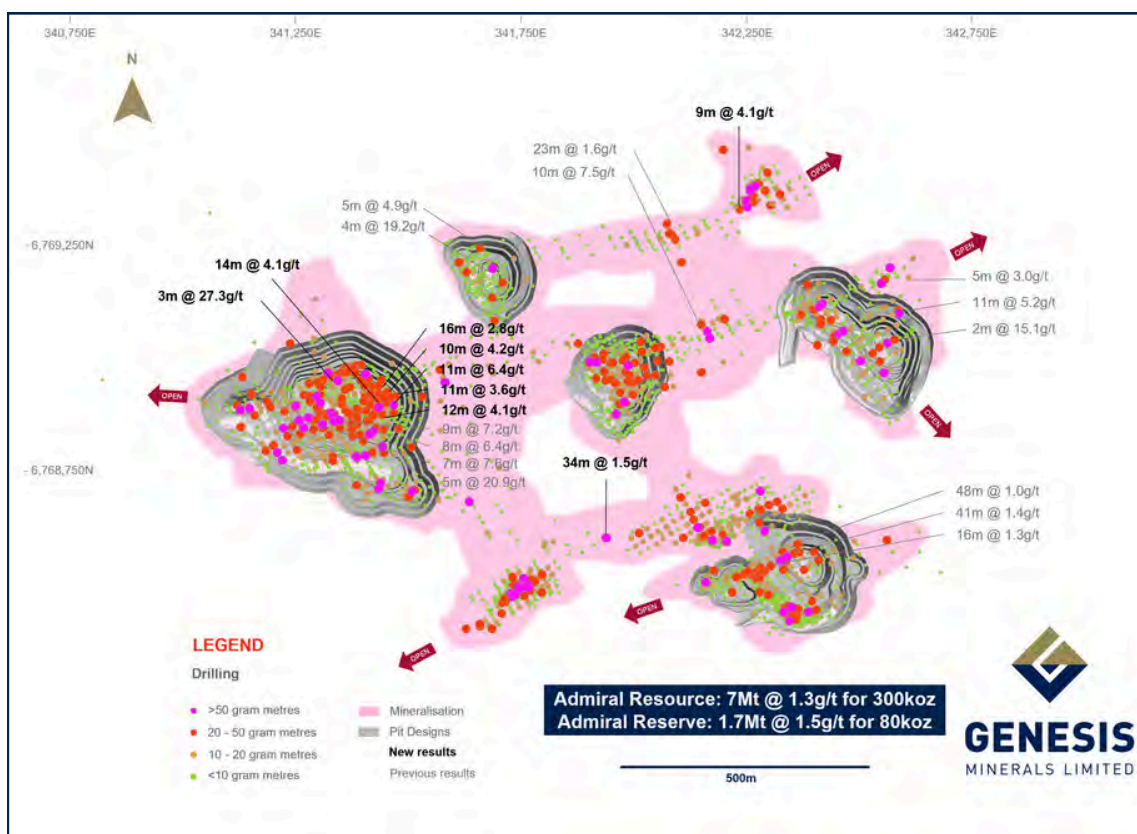 340,750E
341,250E
341,750E
342,250E
342,750E
N
9m @ 4.1g/t
23m @ 1.6g/t
10m @ 7.5g/t
OPEN
5m @ 4.9g/t
4m @ 19.2g/t
6,769,250N
OPEN
14m @ 4.1g/t
3m @ 27.3g/t
5m @ 3.0g/t
11m @ 5.2g/t
2m @ 15.1g/t
16m @ 2.8g/t
10m @ 4.2g/t
11m @ 6.4g/t
11m @ 3.6g/t
12m @ 4.1g/t
9m @ 7.2g/t
8m @ 6.4g/t
7m @ 7.6g/t
5m @ 20.9g/t
OPEN
OPEN
6,768,750N
34m @ 1.5g/t
48m @ 1.0g/t
41m @ 1.4g/t
16m @ 1.3g/t
OPEN
OPEN
LEGEND
Drilling
>50 gram metres
20 - 50 gram metres
10 - 20 gram metres
<10 gram metres
Mineralisation
Pit Designs
New results
Previous results
Admiral Resource: 7Mt @ 1.3g/t for 300koz
Admiral Reserve: 1.7Mt @ 1.5g/t for 80koz
500m
GENESIS
MINERALS LIMITED